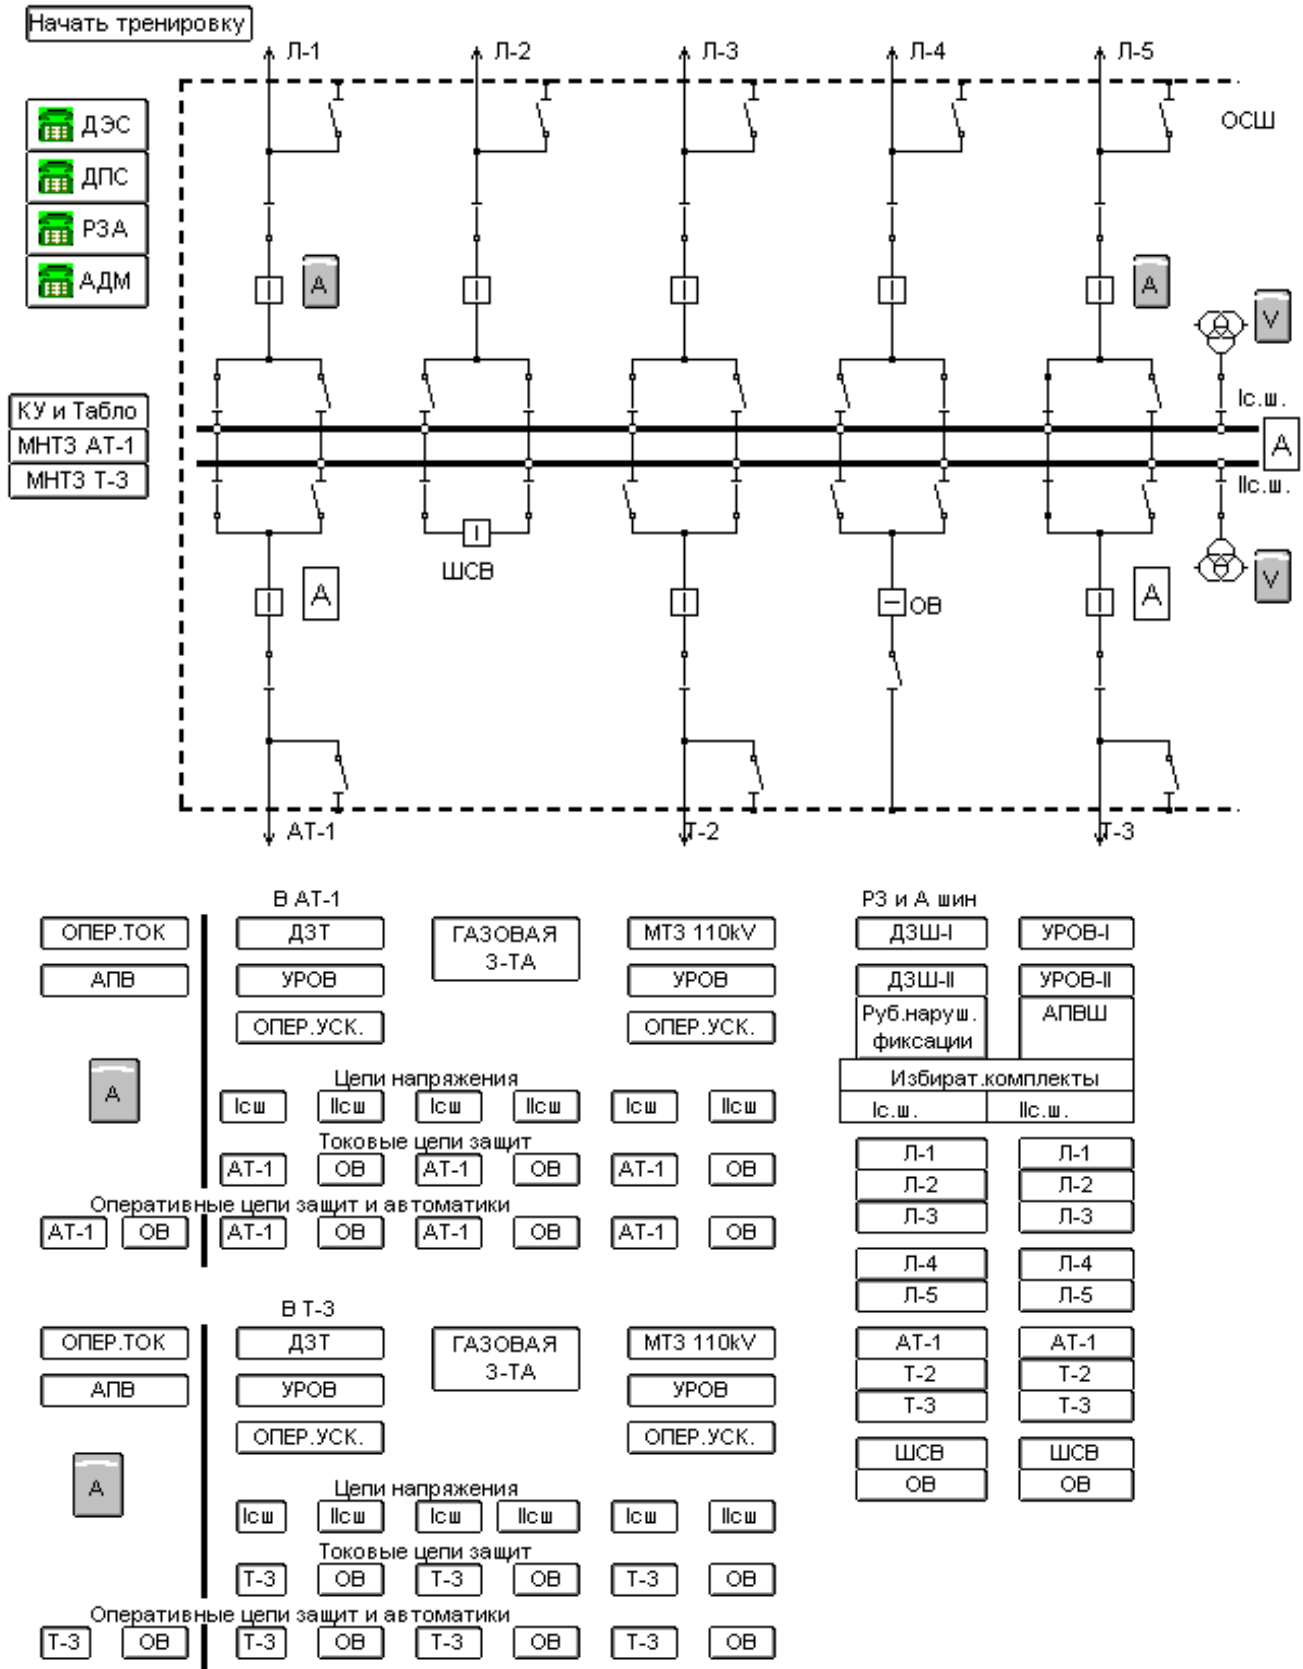 Начать тренировку
Л-1 Л-2 Л-3 Л-4 Л-5
ОСШ
ДЭС
ДПС
РЗА
АДМ
А А
V
КУ и Табло
МНТЗ АТ-1
МНТЗ Т-3
Iс.ш.
А
IIс.ш.
ШСВ
V
А ОВ А
АТ-1 Т-2 Т-3
В АТ-1 РЗ и А шин
ОПЕР.ТОК ДЗТ ГАЗОВАЯ МТЗ 110kV ДЗШ-I УРОВ-I
З-ТА
АПВ УРОВ УРОВ ДЗШ-II УРОВ-II
ОПЕР.УСК. ОПЕР.УСК. Руб.наруш. АПВШ
фиксации
А
Цепи напряжения Избират.комплекты
Iсш IIсш Iсш IIсш Iсш IIсш Iс.ш. IIс.ш.
Токовые цепи защит
АТ-1 ОВ АТ-1 ОВ АТ-1 ОВ Л-1 Л-1
Л-2 Л-2
Оперативные цепи защит и автоматики Л-3 Л-3
АТ-1 ОВ АТ-1 ОВ АТ-1 ОВ АТ-1 ОВ
Л-4 Л-4
Л-5 Л-5
В Т-3
ОПЕР.ТОК ДЗТ ГАЗОВАЯ МТЗ 110kV АТ-1 АТ-1
З-ТА Т-2 Т-2
АПВ УРОВ УРОВ Т-3 Т-3
ОПЕР.УСК. ОПЕР.УСК. ШСВ ШСВ
А ОВ ОВ
Цепи напряжения
Iсш IIсш Iсш IIсш Iсш IIсш
Токовые цепи защит
Т-3 ОВ Т-3 ОВ Т-3 ОВ
Оперативные цепи защит и автоматики
Т-3 ОВ Т-3 ОВ Т-3 ОВ Т-3 ОВ